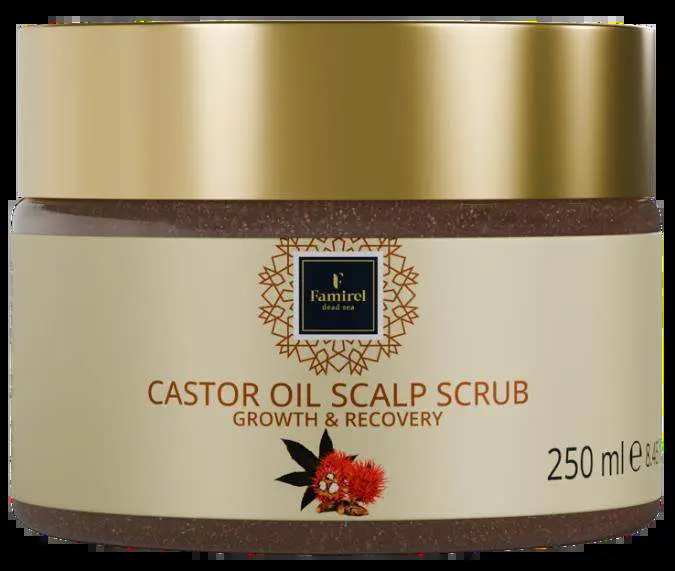 Famirel
dead sea
CASTOR OIL SCALP SCRUB
GROWTH & RECOVERY
250 ml e